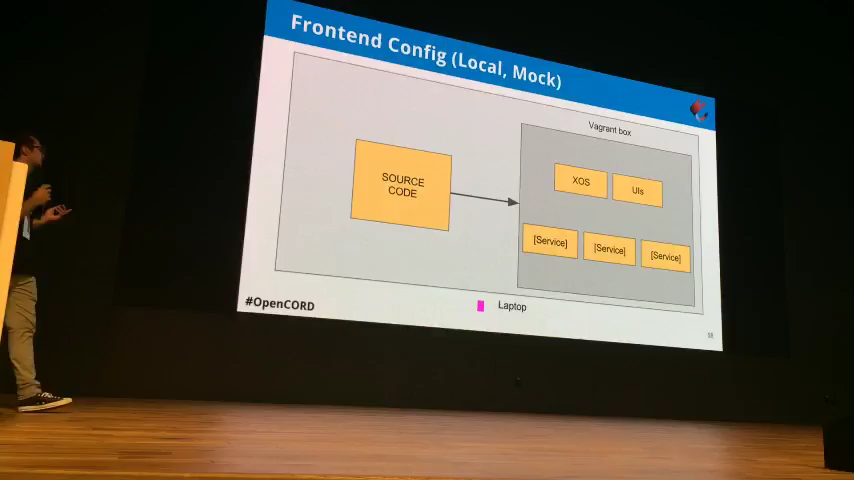 Frontend Config (Local, Mock)
Vagrant box
SOURCE
CODE
XOS
UIs
[Service]
[Service]
[Service]
#OpenCORD
Laptop